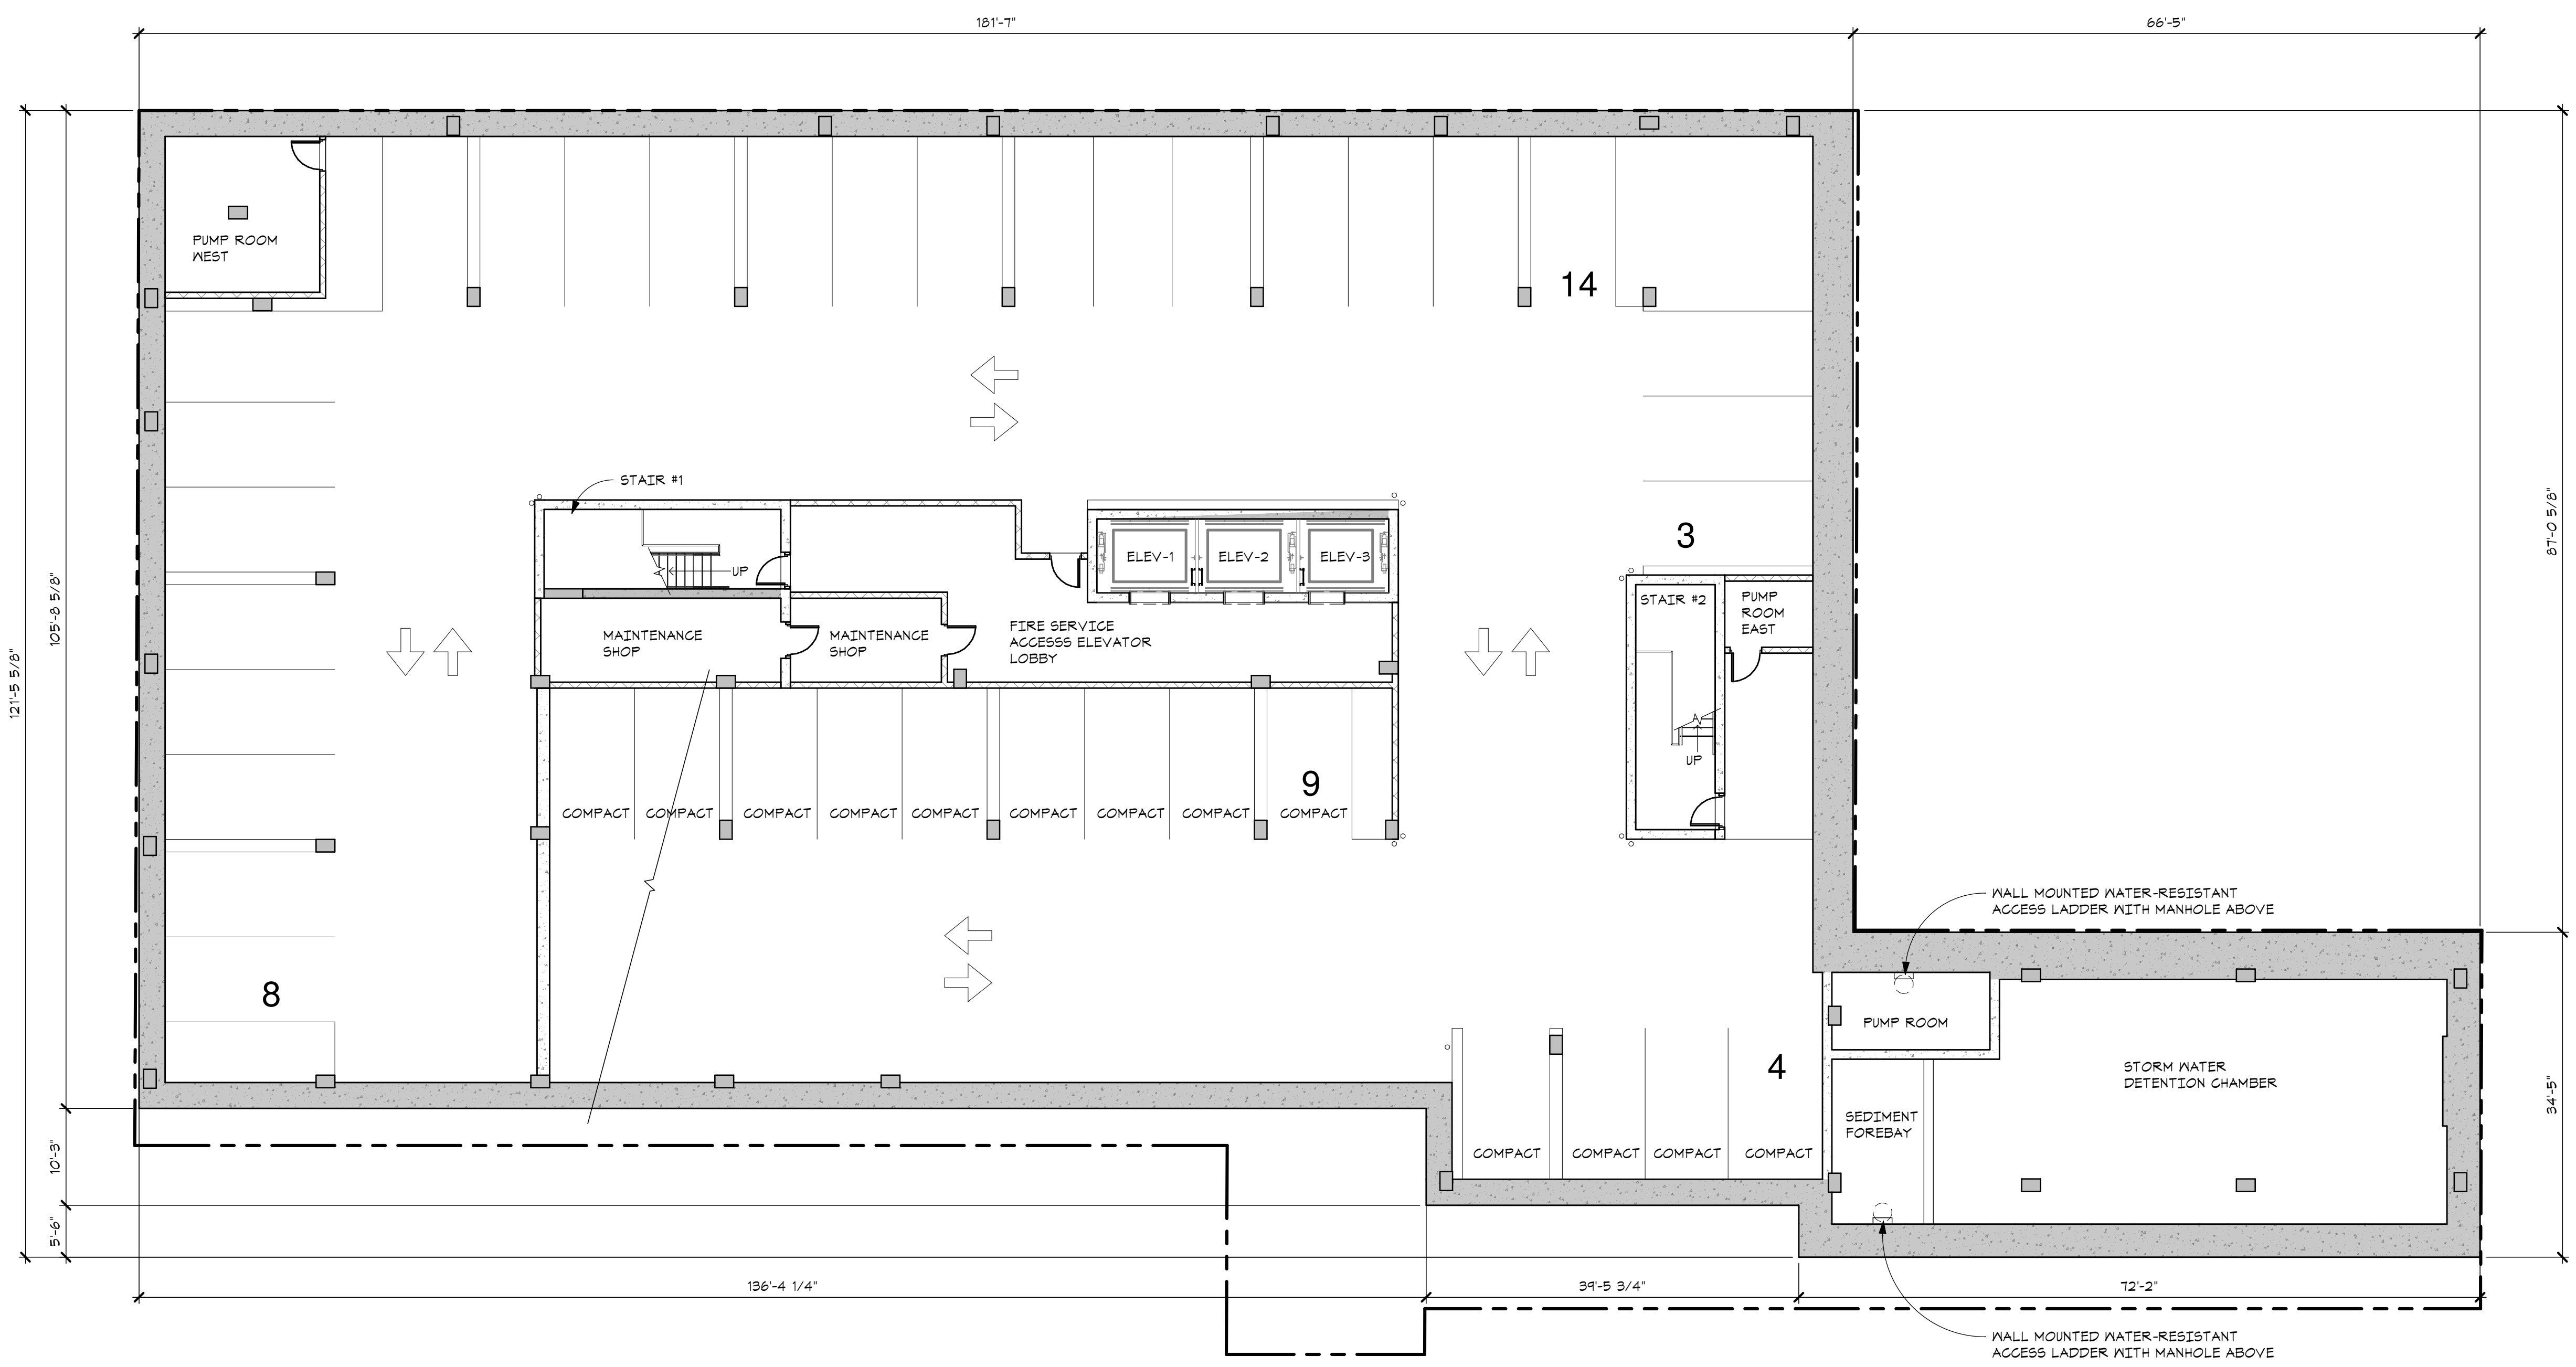 181'-7"
66'-5"
121'-5 5/8"
105'-8 5/8"
10'-3"
5'-6"
87'-0 5/8"
34'-5"
PUMP ROOM
WEST
14
STAIR #1
UP
ELEV-1
ELEV-2
ELEV-3
3
STAIR #2
PUMP
ROOM
EAST
UP
MAINTENANCE
SHOP
MAINTENANCE
SHOP
FIRE SERVICE
ACCESSS ELEVATOR
LOBBY
9
COMPACT
COMPACT
COMPACT
COMPACT
COMPACT
COMPACT
COMPACT
COMPACT
COMPACT
8
WALL MOUNTED WATER-RESISTANT
ACCESS LADDER WITH MANHOLE ABOVE
PUMP ROOM
4
STORM WATER
DETENTION CHAMBER
SEDIMENT
FOREBAY
COMPACT
COMPACT
COMPACT
COMPACT
136'-4 1/4"
39'-5 3/4"
72'-2"
WALL MOUNTED WATER-RESISTANT
ACCESS LADDER WITH MANHOLE ABOVE